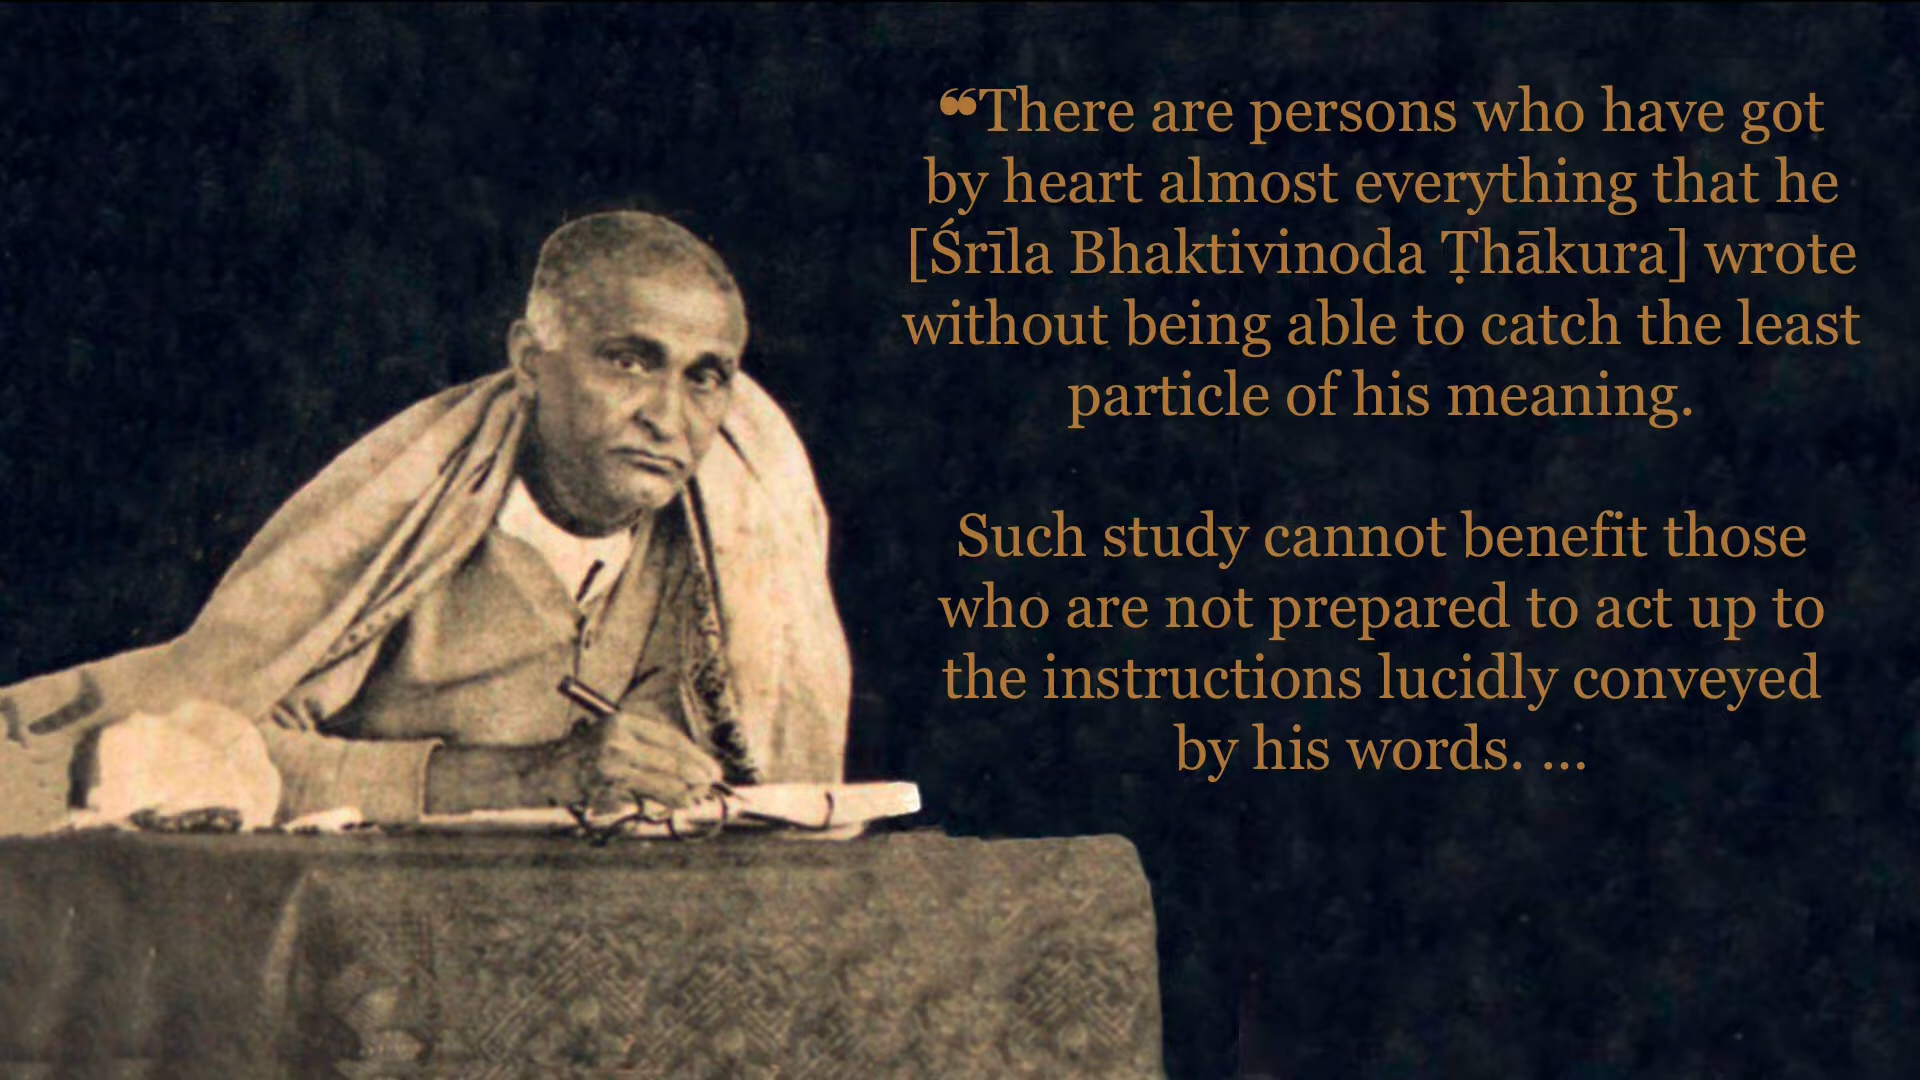 ❝There are persons who have got
by heart almost everything that he
[Śrīla Bhaktivinoda Ṭhākura] wrote
without being able to catch the least
particle of his meaning.
Such study cannot benefit those
who are not prepared to act up to
the instructions lucidly conveyed
by his words. ...